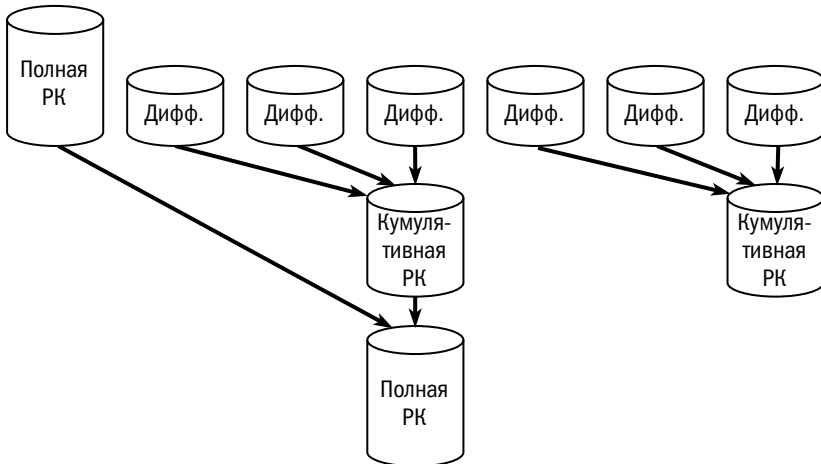 Полная
РК
Дифф.
Дифф.
Дифф.
Дифф.
Дифф.
Дифф.
Кумуля-
тивная
РК
Кумуля-
тивная
РК
Полная
РК